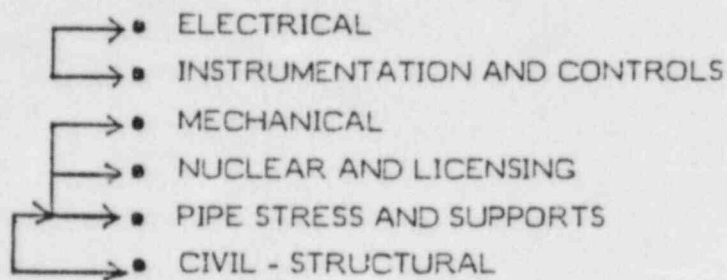 • ELECTRICAL
• INSTRUMENTATION AND CONTROLS
• MECHANICAL
• NUCLEAR AND LICENSING
• PIPE STRESS AND SUPPORTS
• CIVIL - STRUCTURAL